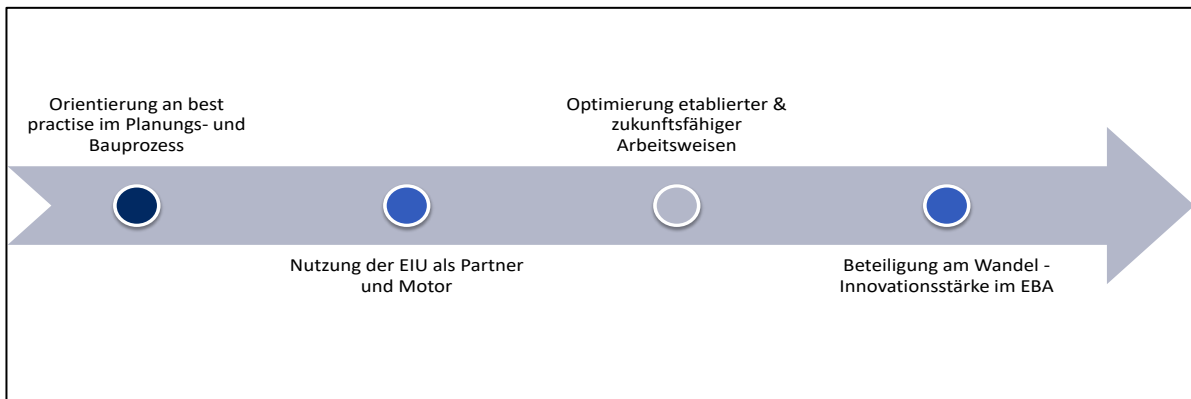 Orientierung an best
practise im Planungs- und
Bauprozess
Nutzung der EIU als Partner
und Motor
Optimierung etablierter &
zukunftsfähiger
Arbeitsweisen
Beteiligung am Wandel -
Innovationsstärke im EBA